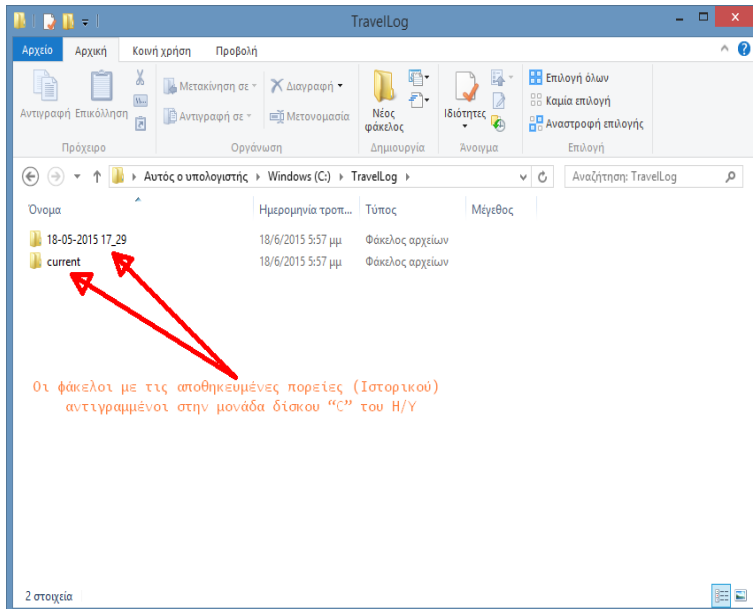 TravelLog
Αρχείο Αρχική Κοινή χρήση Προβολή
Αντιγραφή Επικόλληση
Μετακίνηση σε
Αντιγραφή σε
Διαγραφή
Μετονομασία
Νέος
φάκελος
Ιδιότητες
Επιλογή όλων
Καμία επιλογή
Αναστροφή επιλογής
Πρόχειρο Οργάνωση Δημιουργία Άνοιγμα Επιλογή
Αυτός ο υπολογιστής Windows (C:) TravelLog Αναζήτηση: TravelLog
Όνομα Ημερομηνία τροπ... Τύπος Μέγεθος
18-05-2015 17_29 18/6/2015 5:57 μμ Φάκελος αρχείων
current 18/6/2015 5:57 μμ Φάκελος αρχείων
Οι φάκελοι με τις αποθηκευμένες πορείες (Ιστορικού)
αντιγραμμένοι στην μονάδα δίσκου “C” του Η/Υ
2 στοιχεία